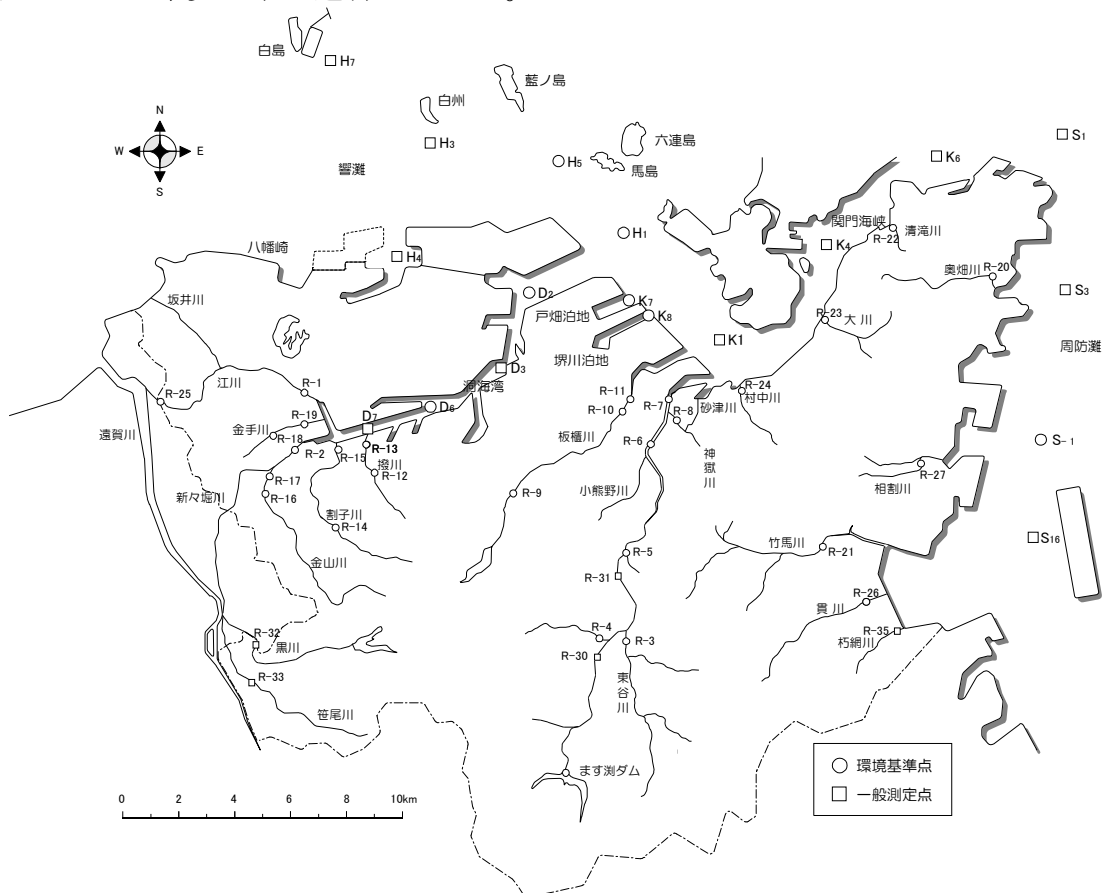 白島
H7
藍ノ島
白州
H3
六連島
馬島
H5
N
W
E
S
響灘
S1
K6
関門海峡
清滝川
R-22
H1
K4
八幡崎
H4
奥畑川
R-20
坂井川
D2
K7
戸畑泊地
K8
S3
R-23
大川
周防灘
K1
堺川泊地
D3
洞海湾
江川
R-1
R-25
R-11
R-7
R-24
村中川
砂津川
R-8
R-10
D6
D7
R-19
金手川
R-18
遠賀川
R-2
R-15
R-13
撥川
R-12
板櫃川
R-6
神嶽川
S-1
R-27
相割川
R-17
R-16
新々堀川
R-9
小熊野川
割子川
R-14
S16
竹馬川
R-21
R-5
金山川
R-31
R-26
貫川
R-4
R-3
R-35
朽網川
R-32
黒川
R-30
東谷川
R-33
笹尾川
ます渕ダム
環境基準点
一般測定点
0
2
4
6
8
10km